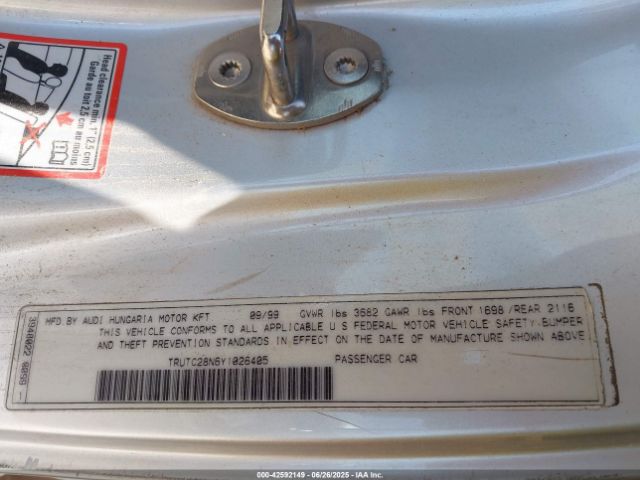 Head clearance min. 1" (2.5 cm)
Garde au toit 2.5 cm au moins
MFD BY AUDI HUNGARIA MOTOR KFT 09/99 GVWR lbs 3682 GAWR lbs FRONT 1698 /REAR 2116
THIS VEHICLE CONFORMS TO ALL APPLICABLE U S FEDERAL MOTOR VEHICLE SAFETY, BUMPER
AND THEFT PREVENTION STANDARDS IN EFFECT ON THE DATE OF MANUFACTURE SHOWN ABOVE
TRUTC28N6Y1026405 PASSENGER CAR
000-42592149 - 06/26/2025 - IAA Inc.